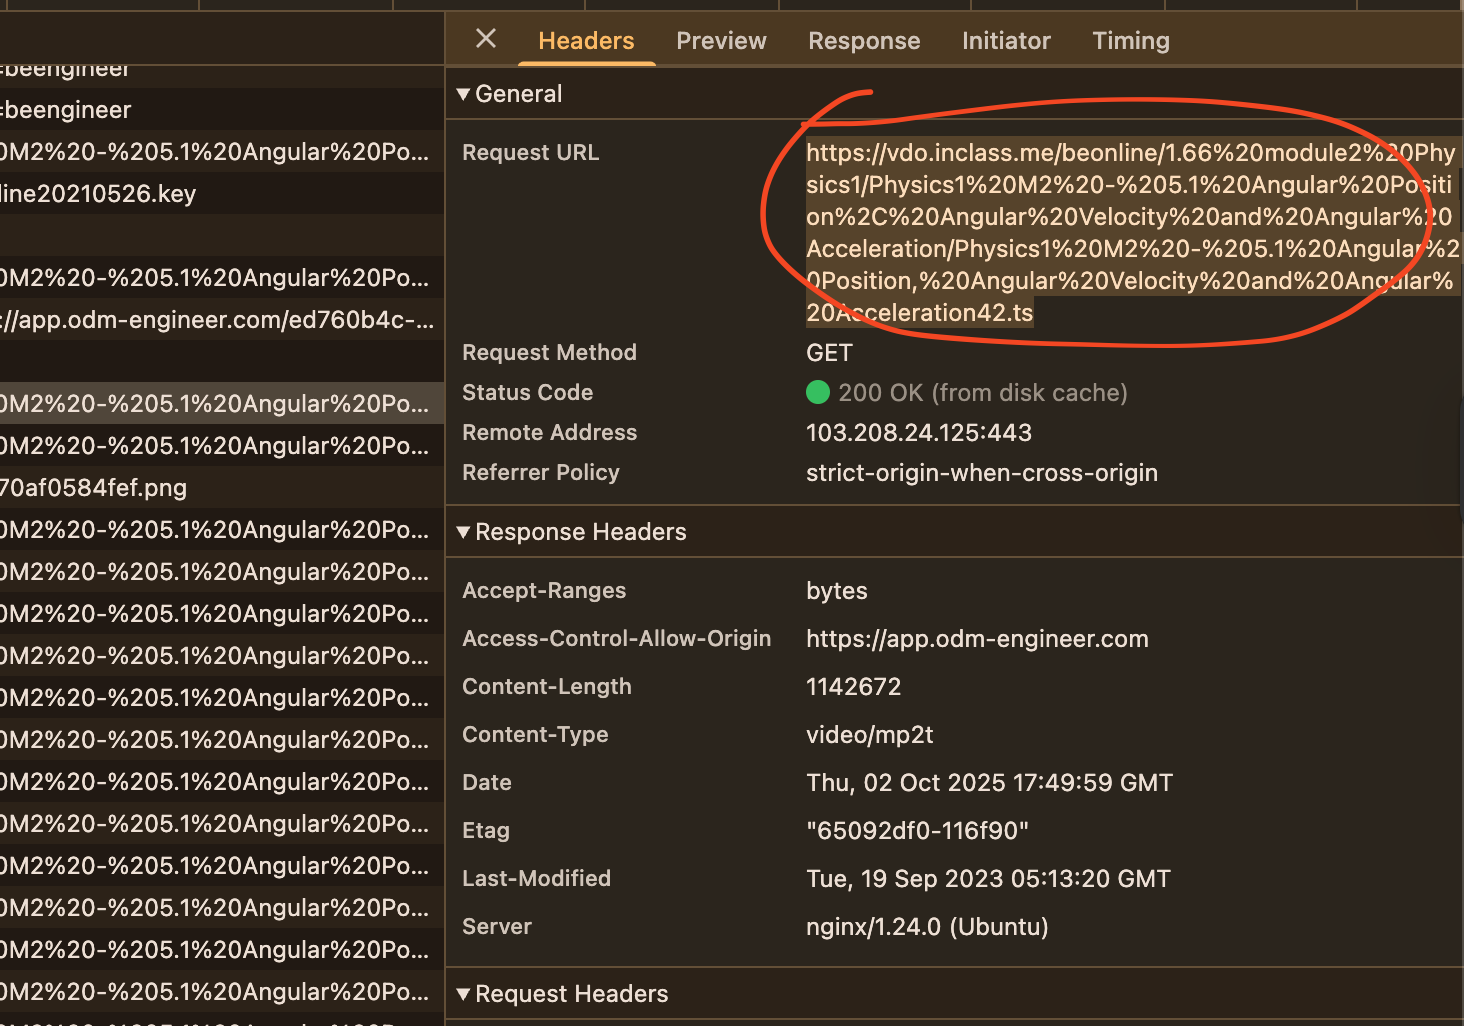 Headers Preview Response Initiator Timing
=beengineer
=beengineer
0M2%20-%205.1%20Angular%20Po...
line20210526.key
0M2%20-%205.1%20Angular%20Po...
://app.odm-engineer.com/ed760b4c-...
0M2%20-%205.1%20Angular%20Po...
0M2%20-%205.1%20Angular%20Po...
70af0584fef.png
0M2%20-%205.1%20Angular%20Po...
0M2%20-%205.1%20Angular%20Po...
0M2%20-%205.1%20Angular%20Po...
0M2%20-%205.1%20Angular%20Po...
0M2%20-%205.1%20Angular%20Po...
0M2%20-%205.1%20Angular%20Po...
0M2%20-%205.1%20Angular%20Po...
0M2%20-%205.1%20Angular%20Po...
0M2%20-%205.1%20Angular%20Po...
0M2%20-%205.1%20Angular%20Po...
0M2%20-%205.1%20Angular%20Po...
0M2%20-%205.1%20Angular%20Po...
General
Request URL
https://vdo.inclass.me/beonline/1.66%20module2%20Phy
sics1/Physics1%20M2%20-%205.1%20Angular%20Positi
on%2C%20Angular%20Velocity%20and%20Angular%20
Acceleration/Physics1%20M2%20-%205.1%20Angular%2
0Position,%20Angular%20Velocity%20and%20Angular%
20Acceleration42.ts
Request Method GET
Status Code 200 OK (from disk cache)
Remote Address 103.208.24.125:443
Referrer Policy strict-origin-when-cross-origin
Response Headers
Accept-Ranges bytes
Access-Control-Allow-Origin https://app.odm-engineer.com
Content-Length 1142672
Content-Type video/mp2t
Date Thu, 02 Oct 2025 17:49:59 GMT
Etag "65092df0-116f90"
Last-Modified Tue, 19 Sep 2023 05:13:20 GMT
Server nginx/1.24.0 (Ubuntu)
Request Headers